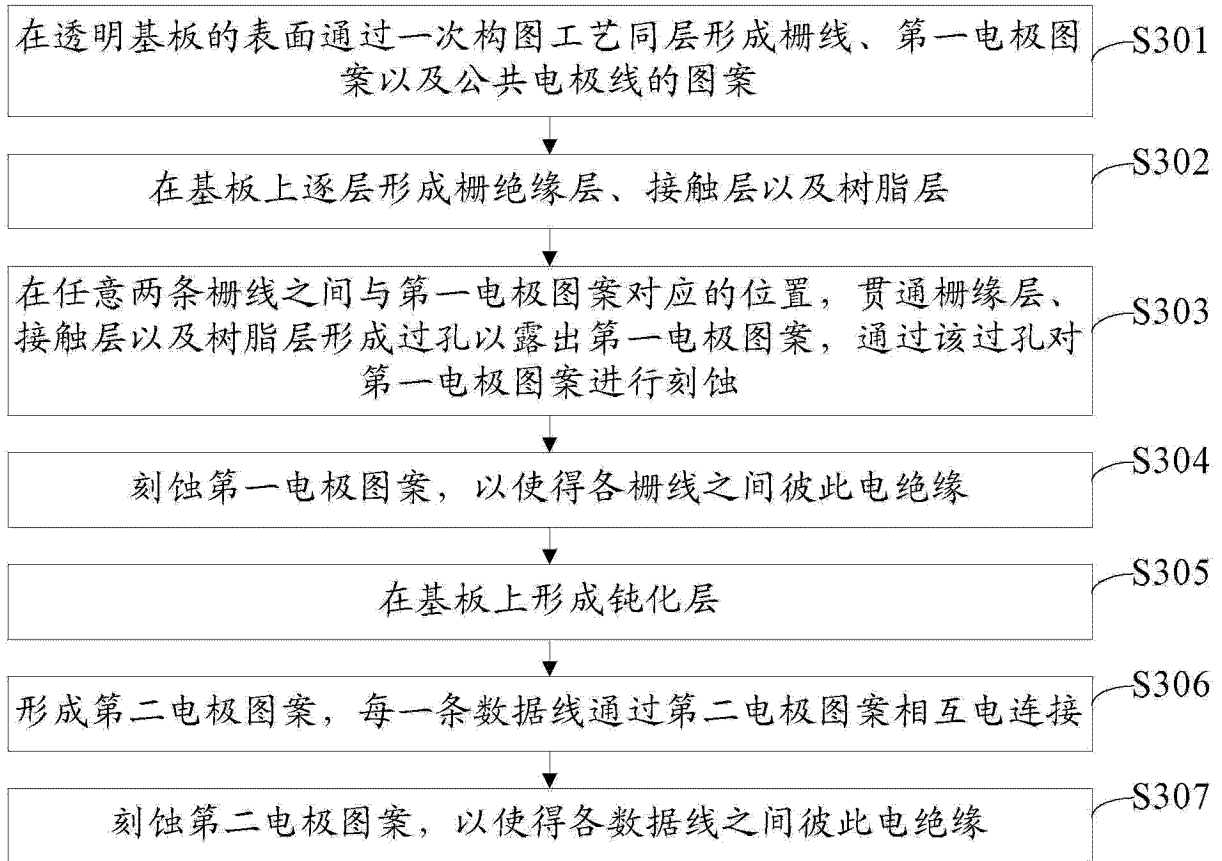 在透明基板的表面通过一次构图工艺同层形成栅线、第一电极图
案以及公共电极线的图案
S301
在基板上逐层形成栅绝缘层、接触层以及树脂层
S302
在任意两条栅线之间与第一电极图案对应的位置，贯通栅缘层、
接触层以及树脂层形成过孔以露出第一电极图案，通过该过孔对
第一电极图案进行刻蚀
S303
刻蚀第一电极图案，以使得各栅线之间彼此电绝缘
S304
在基板上形成钝化层
S305
形成第二电极图案，每一条数据线通过第二电极图案相互电连接
S306
刻蚀第二电极图案，以使得各数据线之间彼此电绝缘
S307